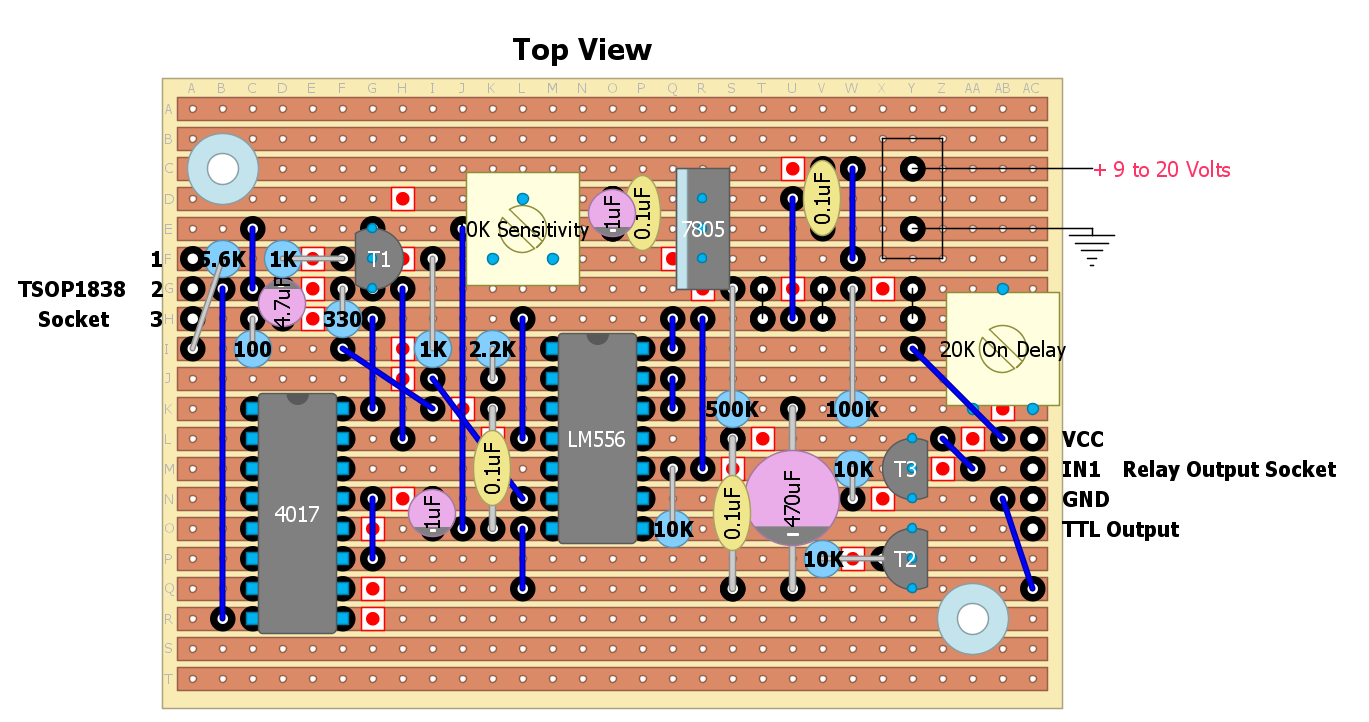 Top View
A B C D E F G H I J K L M N O P Q R S T U V W X Y Z AA AB AC
A
B
C
+ 9 to 20 Volts
D
1uF
0.1uF
0.1uF
E
0K Sensitivity
7805
F
1
5.6K
1K
T1
TSOP1838
2
G
4.7uF
Socket
3
H
330
I
100
1K
2.2K
20K On Delay
J
K
500K
100K
L
LM556
VCC
M
0.1uF
10K
T3
IN1
Relay Output Socket
N
4017
1uF
0.1uF
470uF
GND
O
10K
TTL Output
P
10K
T2
Q
R
S
T